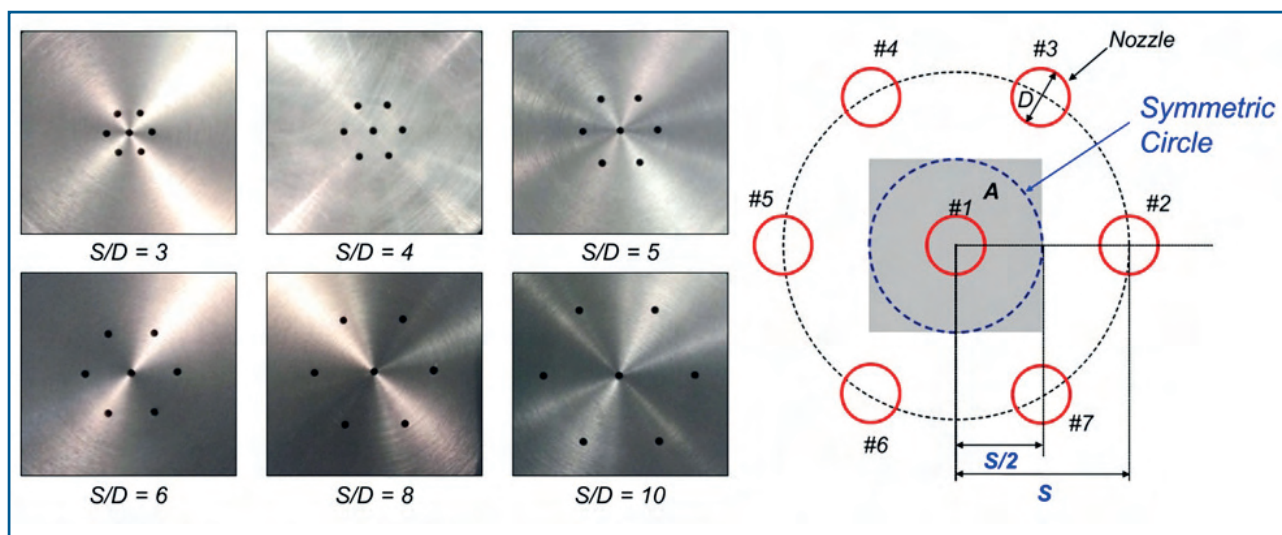 S/D = 3
S/D = 4
S/D = 5
S/D = 6
S/D = 8
S/D = 10
#4
#3
Nozzle
D
Symmetric
Circle
A
#5
#1
#2
#6
#7
S/2
S